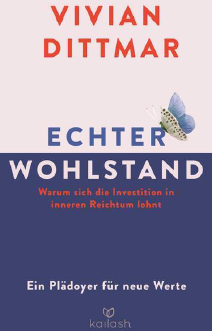 VIVIAN
DITTMAR
ECHTER
WOHLSTAND
Warum sich die Investition in
inneren Reichtum lohnt
Ein Plädoyer für neue Werte
kailash